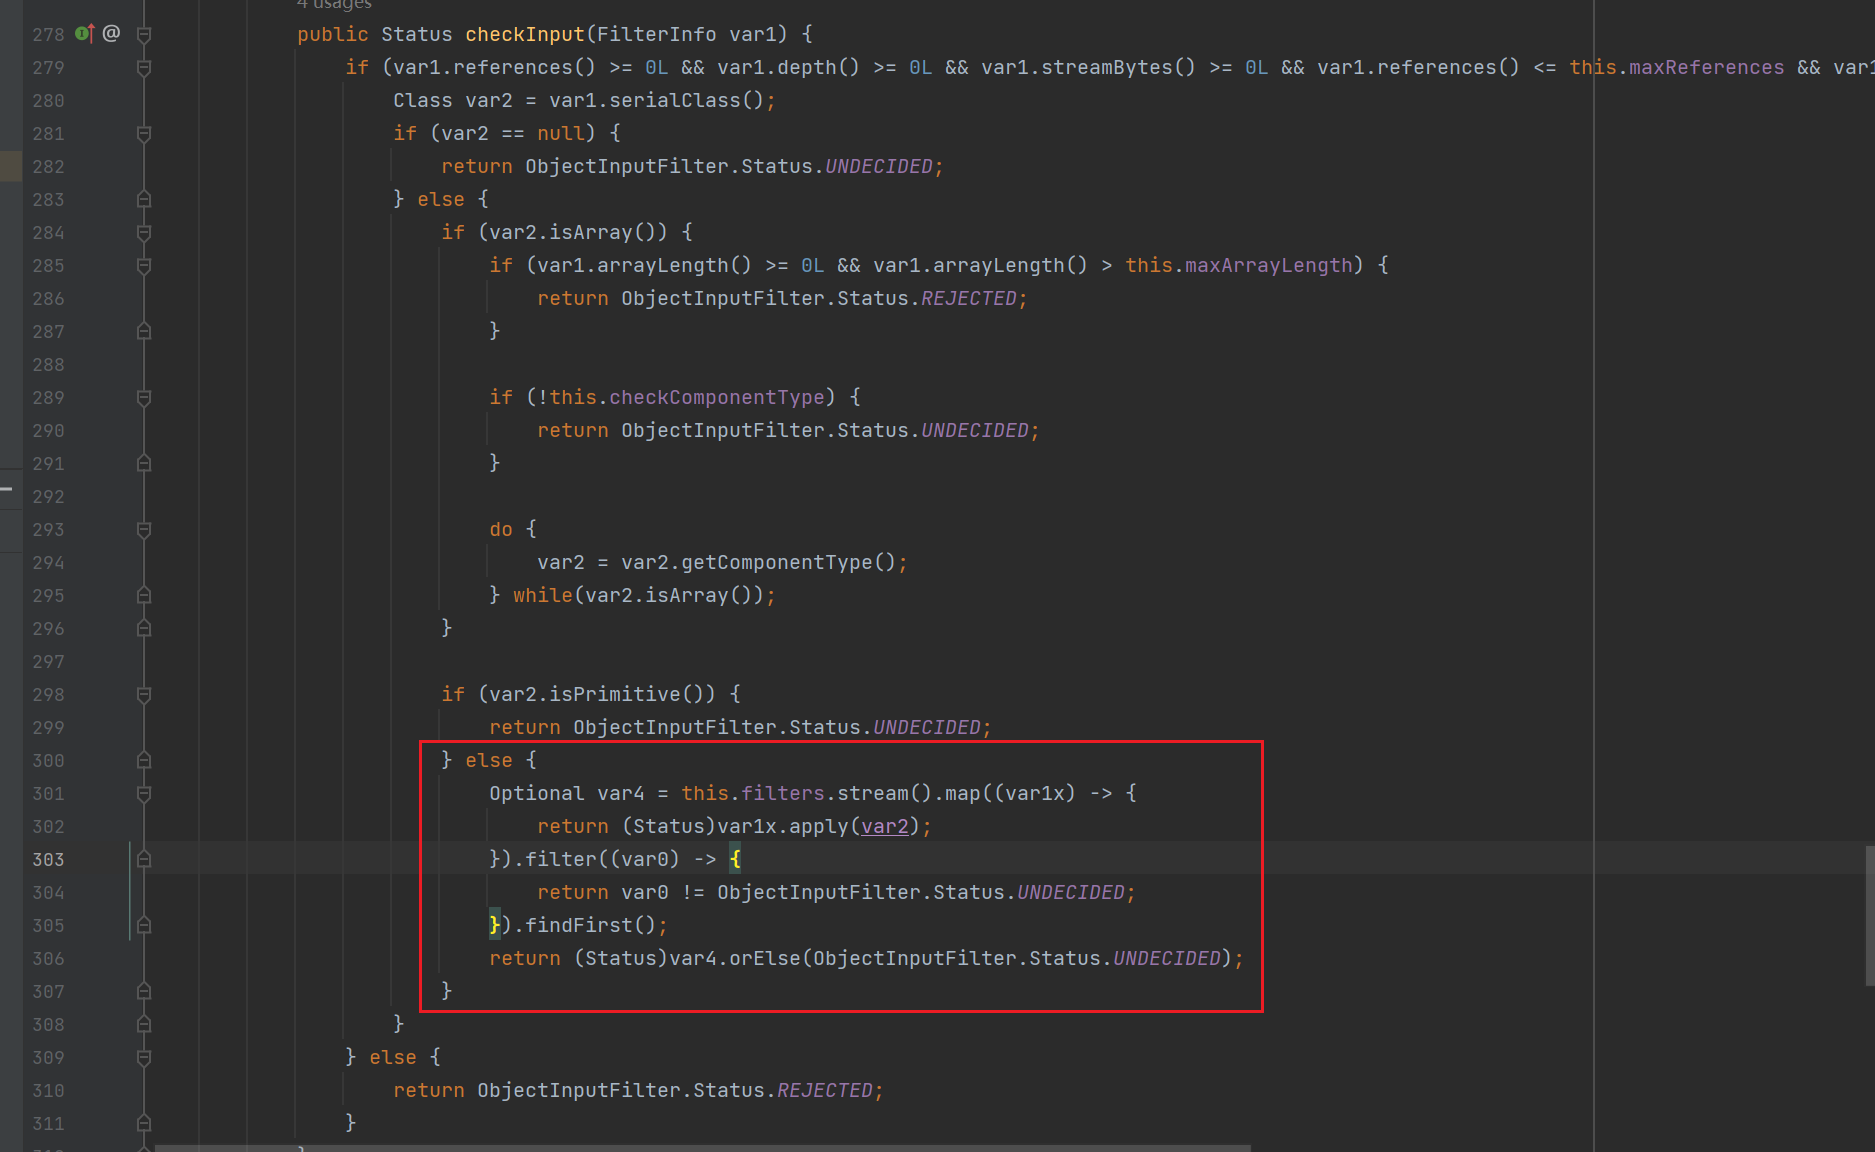 4 usages
278 @ public Status checkInput(FilterInfo var1) {
279 if (var1.references() >= 0L && var1.depth() >= 0L && var1.streamBytes() >= 0L && var1.references() <= this.maxReferences && var1
280 Class var2 = var1.serialClass();
281 if (var2 == null) {
282 return ObjectInputFilter.Status.UNDECIDED;
283 } else {
284 if (var2.isArray()) {
285 if (var1.arrayLength() >= 0L && var1.arrayLength() > this.maxArrayLength) {
286 return ObjectInputFilter.Status.REJECTED;
287 }
288
289 if (!this.checkComponentType) {
290 return ObjectInputFilter.Status.UNDECIDED;
291 }
292
293 do {
294 var2 = var2.getComponentType();
295 } while(var2.isArray());
296 }
297
298 if (var2.isPrimitive()) {
299 return ObjectInputFilter.Status.UNDECIDED;
300 } else {
301 Optional var4 = this.filters.stream().map((var1x) -> {
302 return (Status)var1x.apply(var2);
303 }).filter((var0) -> {
304 return var0 != ObjectInputFilter.Status.UNDECIDED;
305 }).findFirst();
306 return (Status)var4.orElse(ObjectInputFilter.Status.UNDECIDED);
307 }
308 }
309 } else {
310 return ObjectInputFilter.Status.REJECTED;
311 }